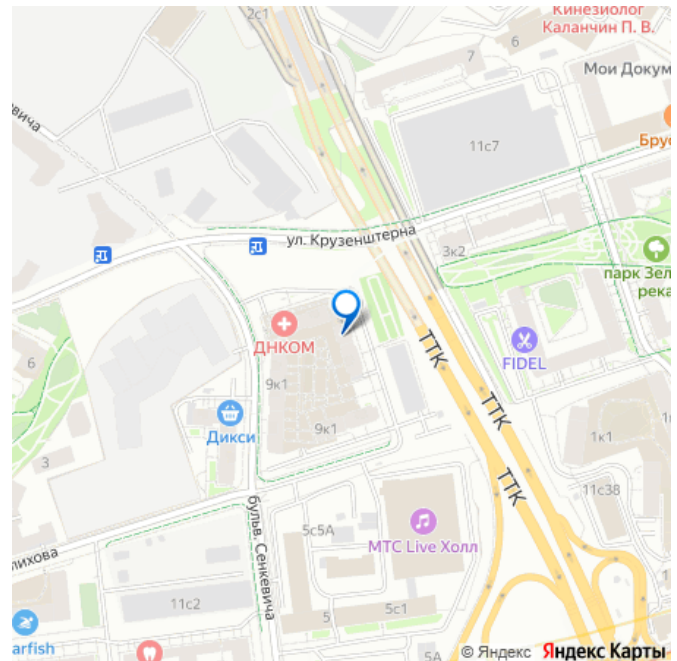 Кинезиолог
Каланчин П. В.
2с1
7
6
Мои Докум
11с7
Брус
вича
ул. Крузенштерна
3к2
парк Зел
река
ДНКОМ
ТТК
FIDEL
6
9к1
Дикси
9к1
ТТК
3
1к1
ТТК
11с38
лихова
бульв. Сенкевича
5с5А
МТС Live Холл
11с2
5
5с1
arfish
5А
© Яндекс Яндекс Карты